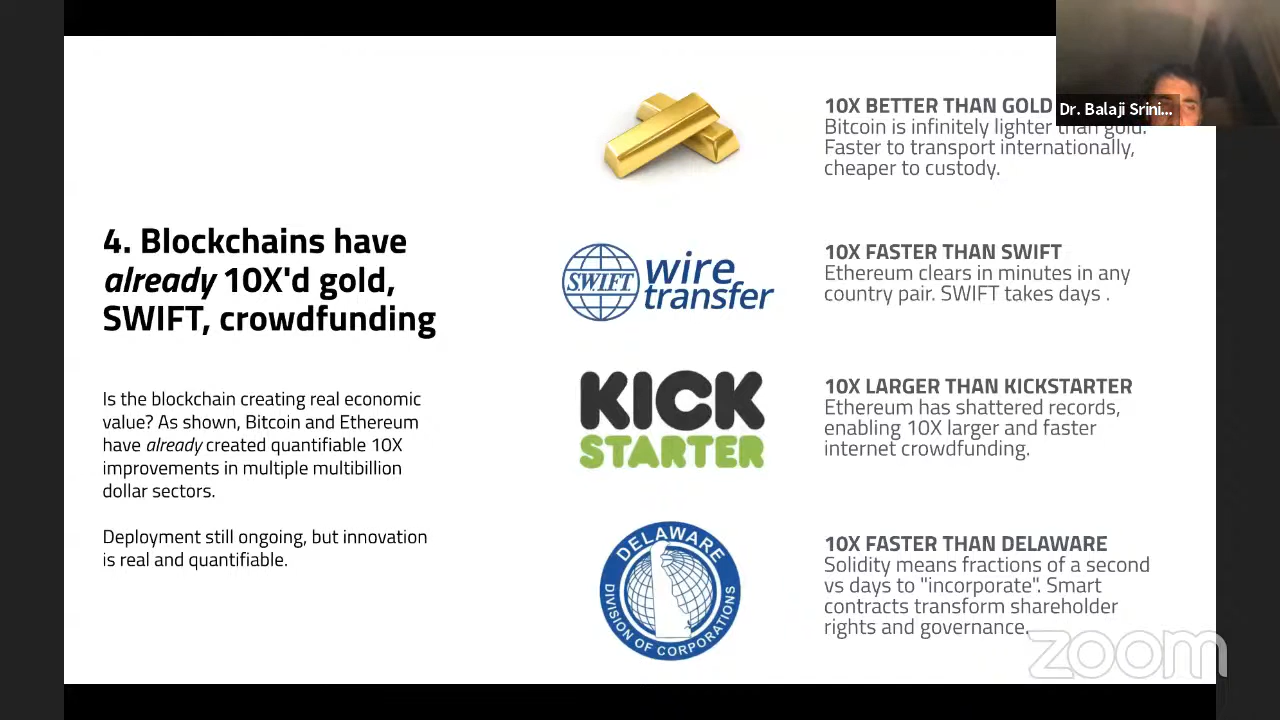 4. Blockchains have
already 10X'd gold,
SWIFT, crowdfunding
Is the blockchain creating real economic
value? As shown, Bitcoin and Ethereum
have already created quantifiable 10X
improvements in multiple multibillion
dollar sectors.
Deployment still ongoing, but innovation
is real and quantifiable.
10X BETTER THAN GOLD
Bitcoin is infinitely lighter than gold.
Faster to transport internationally,
cheaper to custody.
S.W.I.F.T.
wire
transfer
10X FASTER THAN SWIFT
Ethereum clears in minutes in any
country pair. SWIFT takes days .
KICK
STARTER
10X LARGER THAN KICKSTARTER
Ethereum has shattered records,
enabling 10X larger and faster
internet crowdfunding.
DELAWARE
DIVISION OF CORPORATIONS
10X FASTER THAN DELAWARE
Solidity means fractions of a second
vs days to "incorporate". Smart
contracts transform shareholder
rights and governance.
Dr. Balaji Srini...
zoom